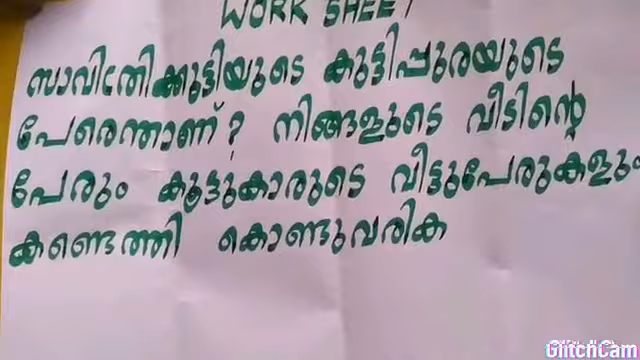 WORK SHEET
സാവിത്രിക്കുട്ടിയുടെ കുട്ടിപ്പുരയുടെ
പേരെന്താണ്? നിങ്ങളുടെ വീടിന്റെ
പേരും കൂട്ടുകാരുടെ വീട്ടുപേരുകളും
കണ്ടെത്തി കൊണ്ടുവരിക
GlitchCam